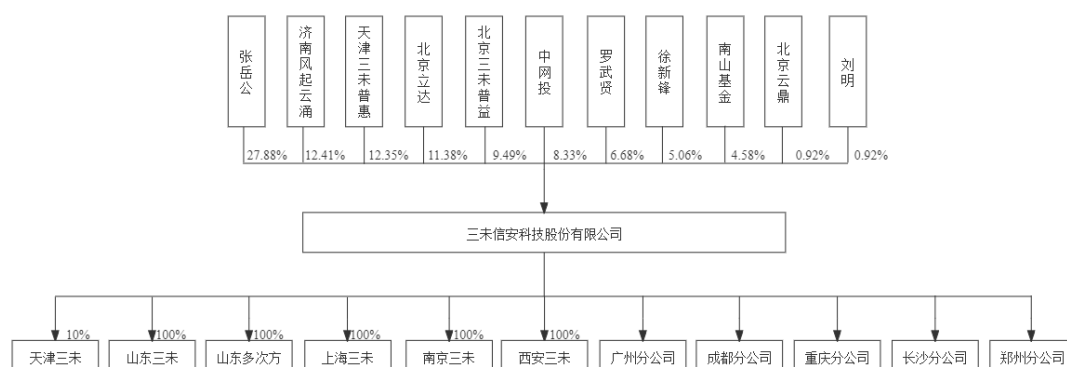 张岳公
济南风起云涌
天津三未普惠
北京立达
北京三未普益
中网投
罗武贤
徐新锋
南山基金
北京云鼎
刘明
27.88%
12.41%
12.35%
11.38%
9.49%
8.33%
6.68%
5.06%
4.58%
0.92%
0.92%
三未信安科技股份有限公司
10%
100%
100%
100%
100%
100%
天津三未
山东三未
山东多次方
上海三未
南京三未
西安三未
广州分公司
成都分公司
重庆分公司
长沙分公司
郑州分公司